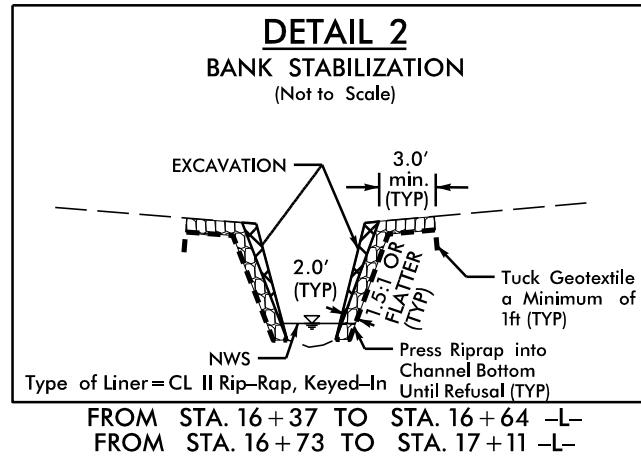 DETAIL 2
BANK STABILIZATION
(Not to Scale)
EXCAVATION
3.0'
min.
(TYP)
2.0'
(TYP)
1.5:1 OR
FLATTER
(TYP)
Tuck Geotextile
a Minimum of
1ft (TYP)
NWS
Press Riprap into
Channel Bottom
Until Refusal (TYP)
Type of Liner = CL II Rip-Rap, Keyed-In
FROM STA. 16+37 TO STA. 16+64 -L-
FROM STA. 16+73 TO STA. 17+11 -L-